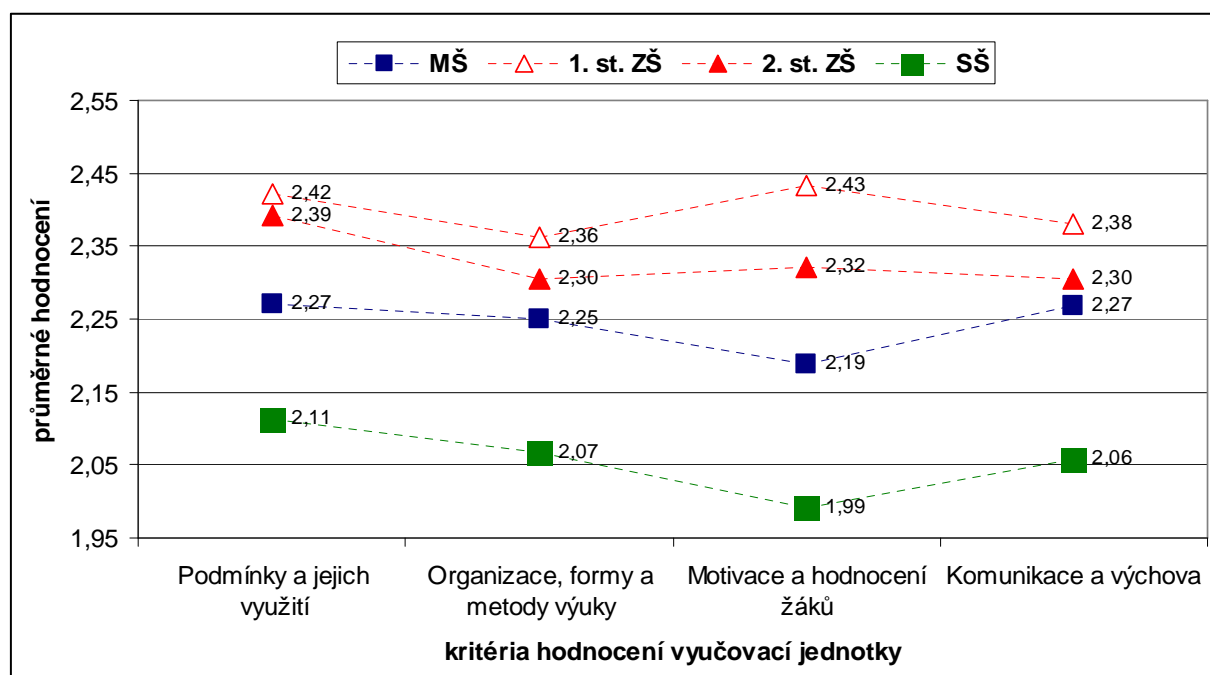 MŠ 1. st. ZŠ 2. st. ZŠ SŠ
2,55
2,45
2,35
2,25
2,15
2,05
1,95
průměrné hodnocení
2,42
2,39
2,27
2,11
2,36
2,30
2,25
2,07
2,43
2,32
2,19
1,99
2,38
2,30
2,27
2,06
Podmínky a jejich
využití
Organizace, formy a
metody výuky
Motivace a hodnocení
žáků
Komunikace a výchova
kritéria hodnocení vyučovací jednotky